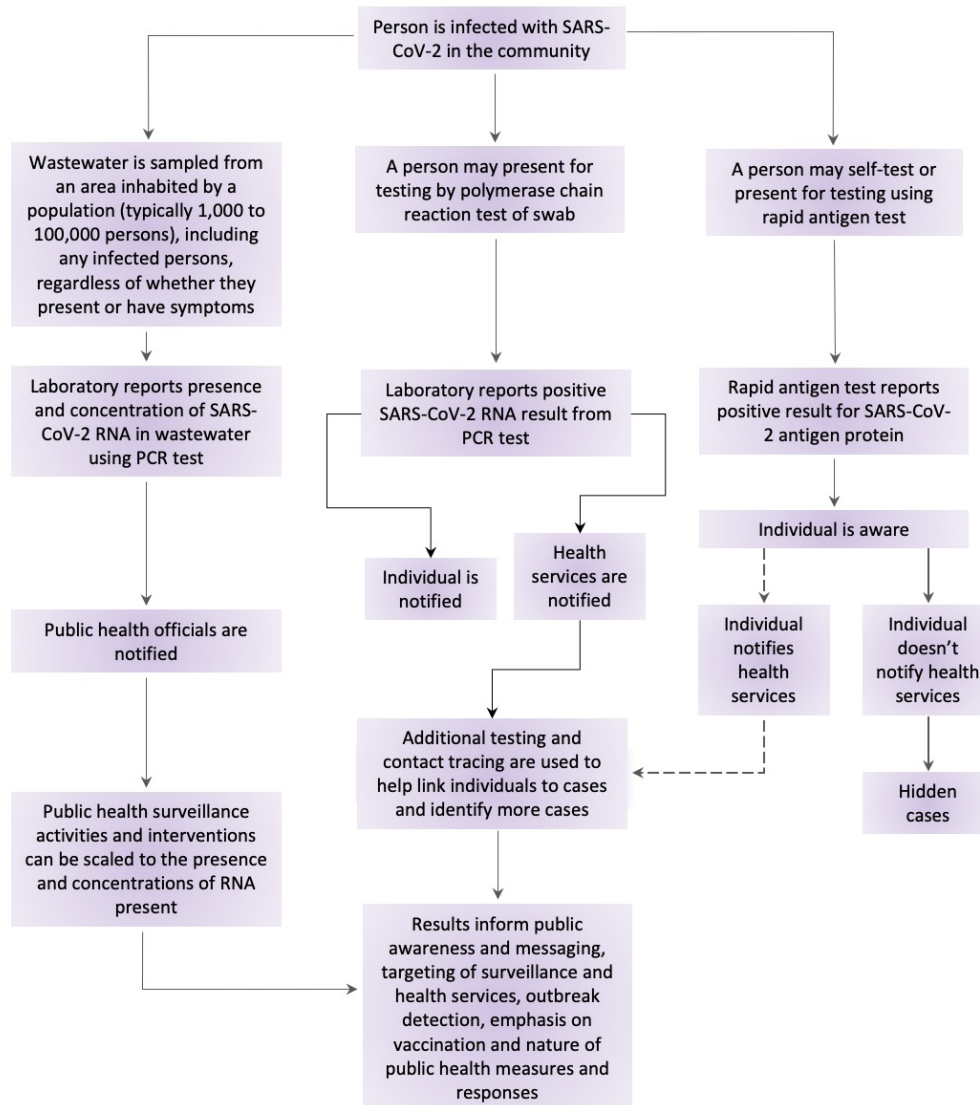 Person is infected with SARS-
CoV-2 in the community
Wastewater is sampled from
an area inhabited by a
population (typically 1,000 to
100,000 persons), including
any infected persons,
regardless of whether they
present or have symptoms
A person may present for
testing by polymerase chain
reaction test of swab
A person may self-test or
present for testing using
rapid antigen test
Laboratory reports presence
and concentration of SARS-
CoV-2 RNA in wastewater
using PCR test
Laboratory reports positive
SARS-CoV-2 RNA result from
PCR test
Rapid antigen test reports
positive result for SARS-CoV-
2 antigen protein
Individual is aware
Individual is
notified
Health
services are
notified
Public health officials are
notified
Individual
notifies
health
services
Individual
doesn’t
notify health
services
Additional testing and
contact tracing are used to
help link individuals to cases
and identify more cases
Hidden
cases
Public health surveillance
activities and interventions
can be scaled to the presence
and concentrations of RNA
present
Results inform public
awareness and messaging,
targeting of surveillance and
health services, outbreak
detection, emphasis on
vaccination and nature of
public health measures and
responses